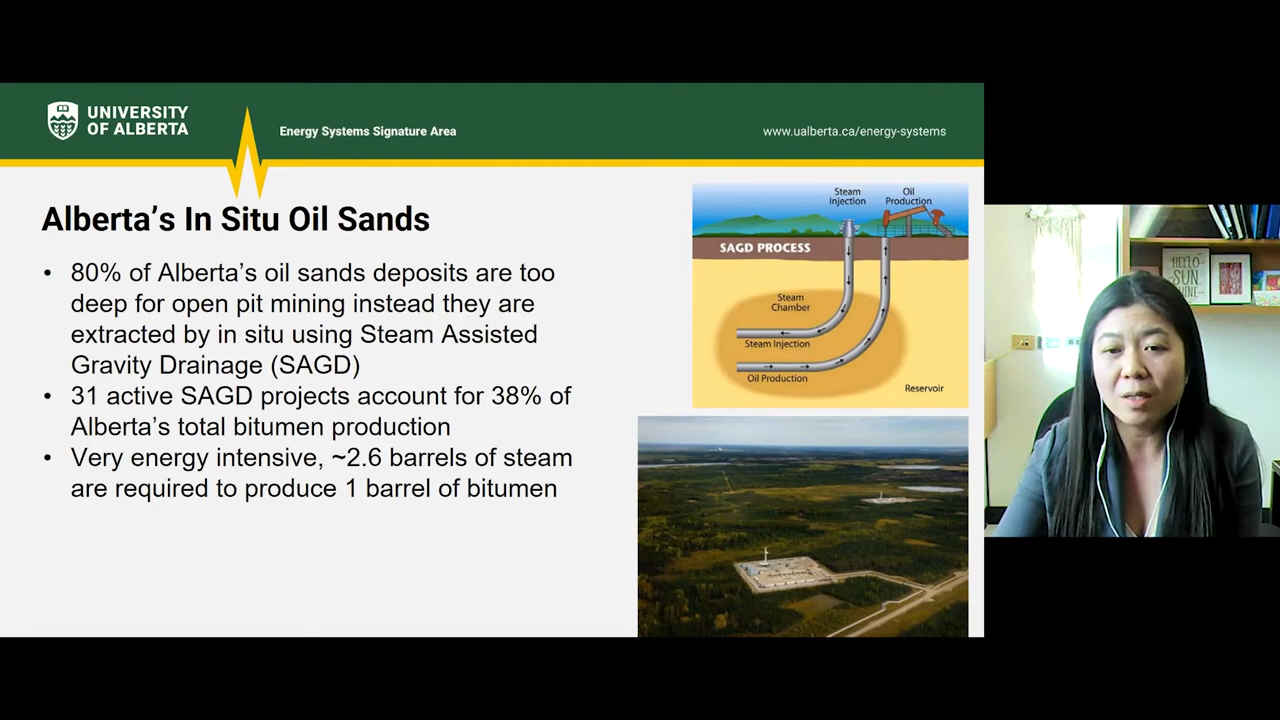 UNIVERSITY
OF ALBERTA
Energy Systems Signature Area
www.ualberta.ca/energy-systems
Alberta’s In Situ Oil Sands
• 80% of Alberta’s oil sands deposits are too
deep for open pit mining instead they are
extracted by in situ using Steam Assisted
Gravity Drainage (SAGD)
• 31 active SAGD projects account for 38% of
Alberta’s total bitumen production
• Very energy intensive, ~2.6 barrels of steam
are required to produce 1 barrel of bitumen
Steam
Injection
Oil
Production
SAGD PROCESS
Steam
Chamber
Steam Injection
Oil Production
Reservoir
HELLO
SUN
SHINE